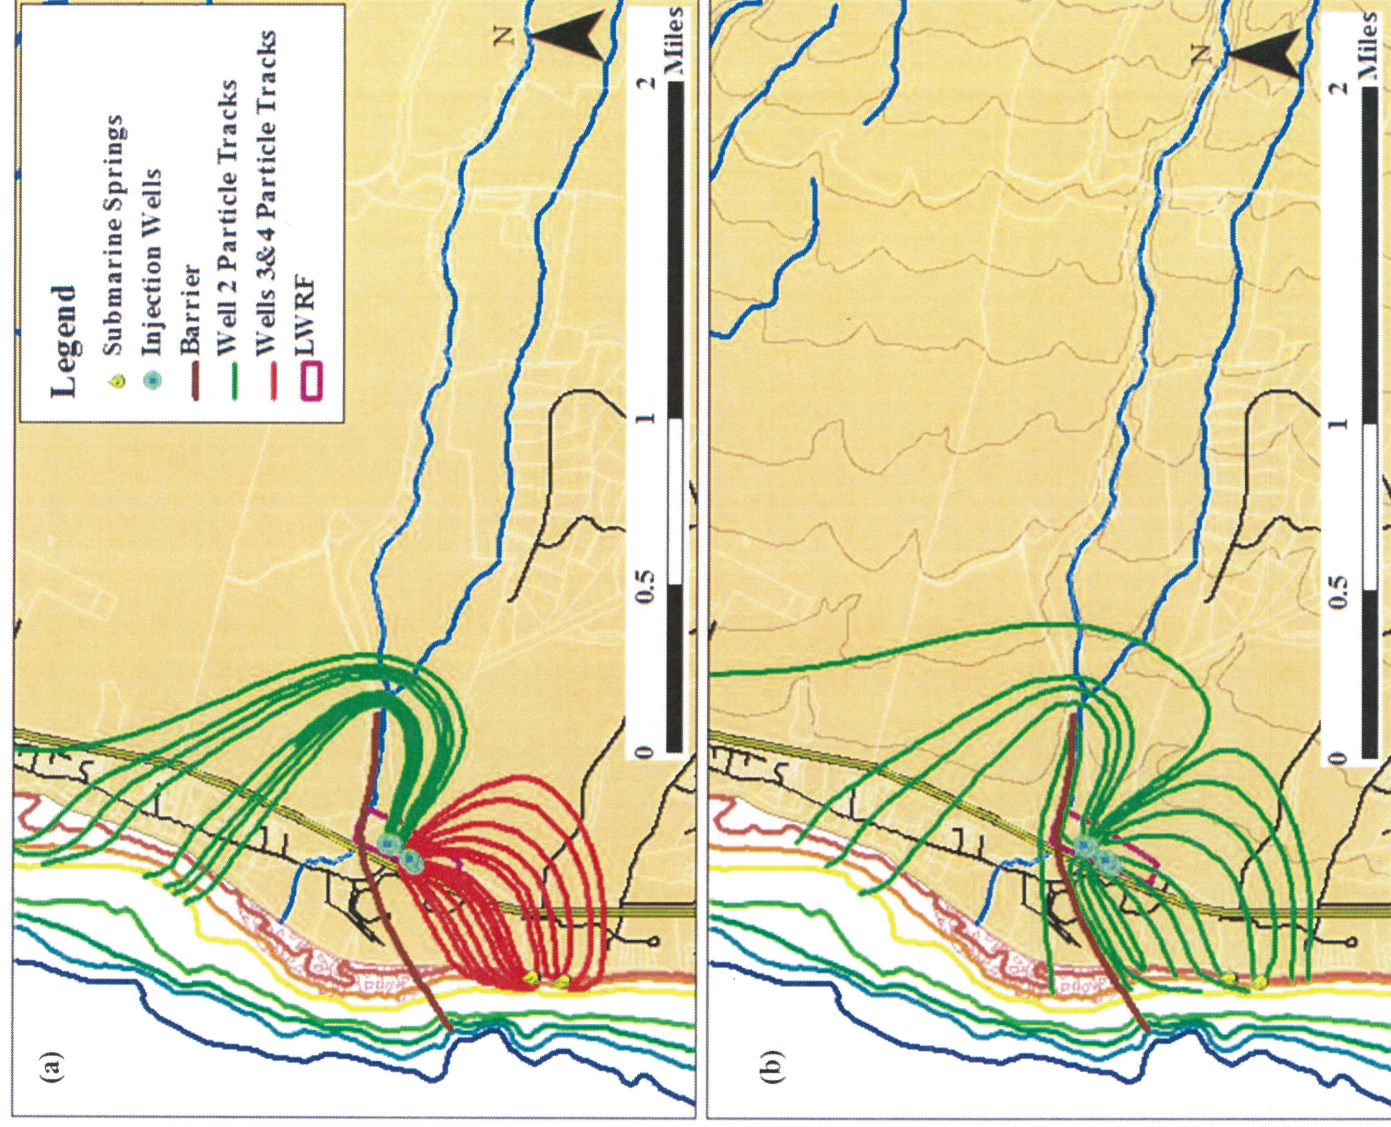 (a)
Legend
Submarine Springs
Injection Wells
Barrier
Well 2 Particle Tracks
Wells 3&4 Particle Tracks
LWRF
N
0 0.5 1 2
Miles
(b)
N
0 0.5 1 2
Miles